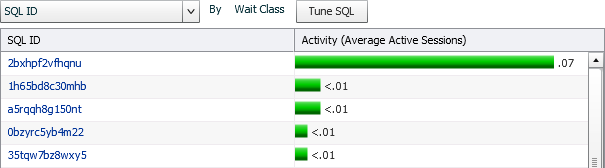 SQL ID By Wait Class Tune SQL
SQL ID Activity (Average Active Sessions)
2bxhpf2vfhqnu .07
1h65bd8c30mhb <.01
a5rqqh8g150nt <.01
0bzyrc5yb4m22 <.01
35tqw7bz8wxy5 <.01